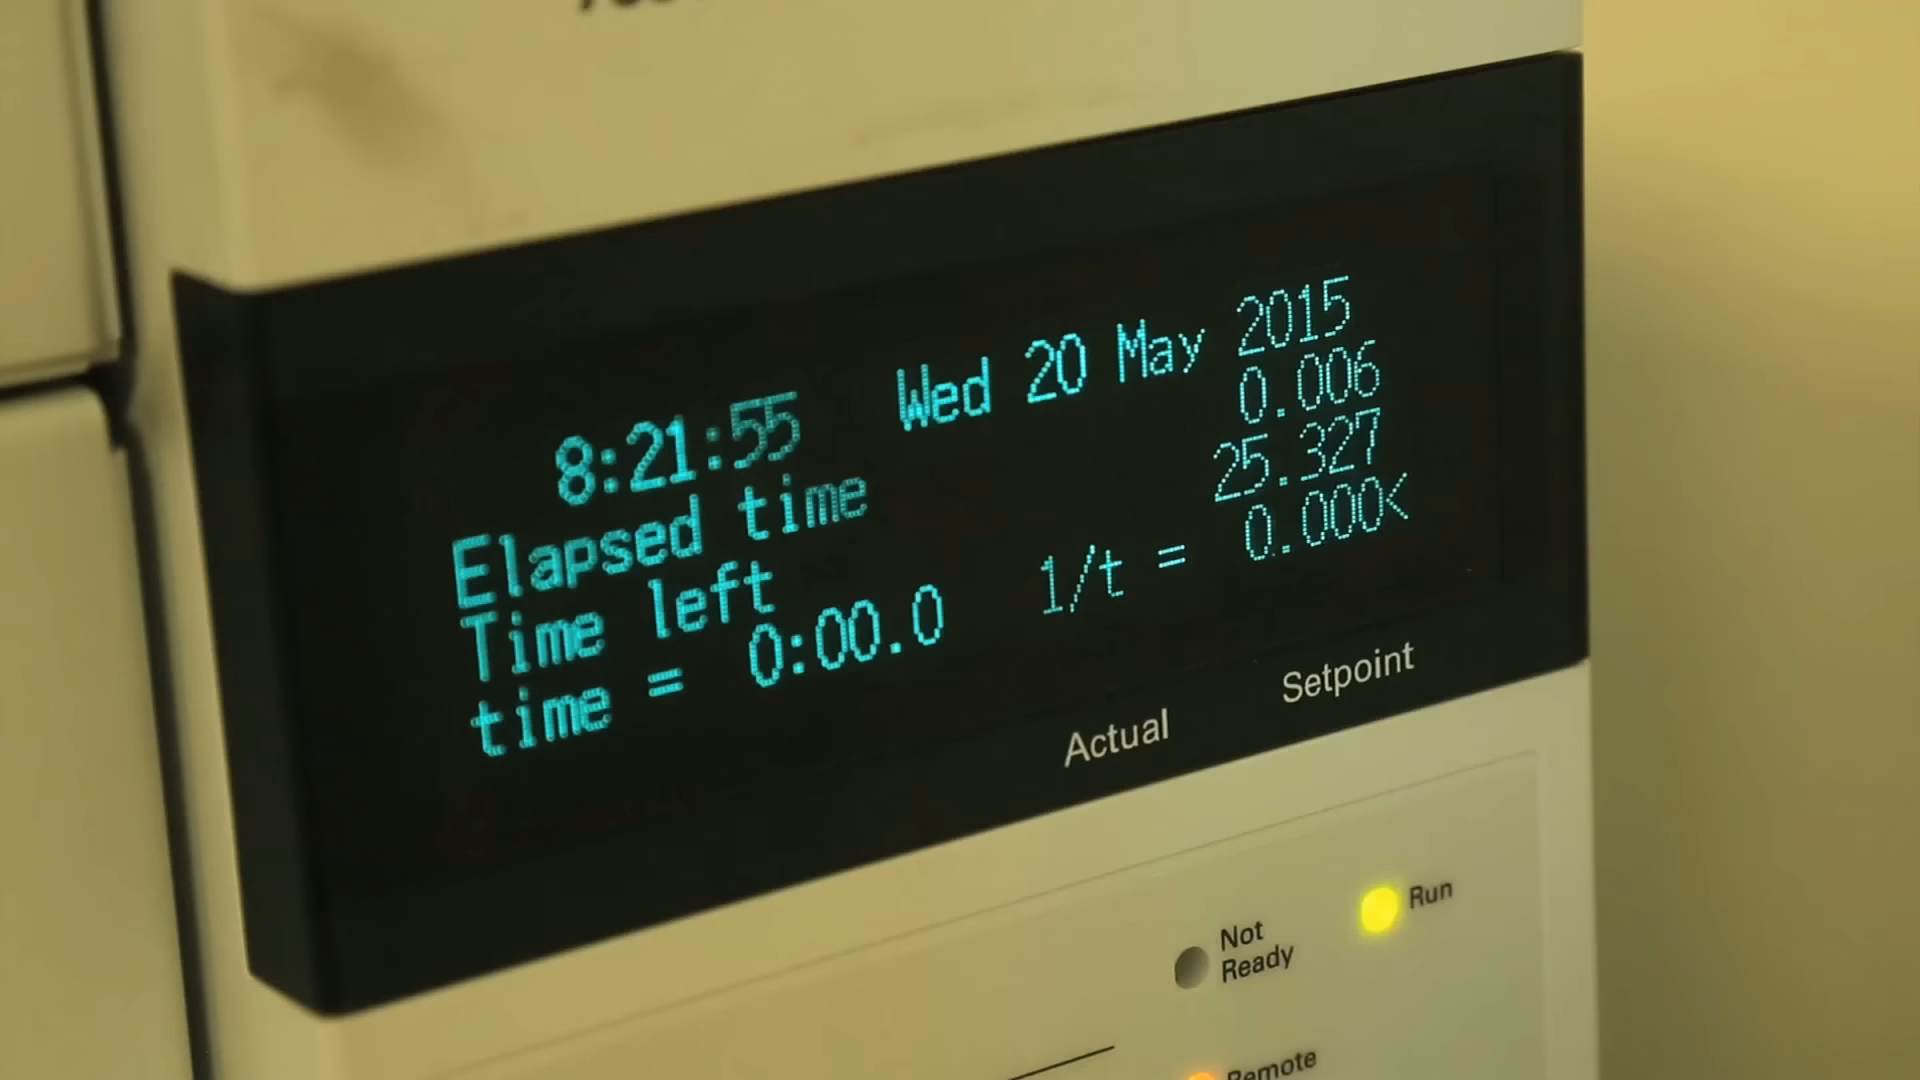 8:21:55 Wed 20 May 2015
Elapsed time 0.006
Time left 25.327
time = 0:00.0 1/t = 0.000<
Actual Setpoint
Run
Not
Ready
Remote